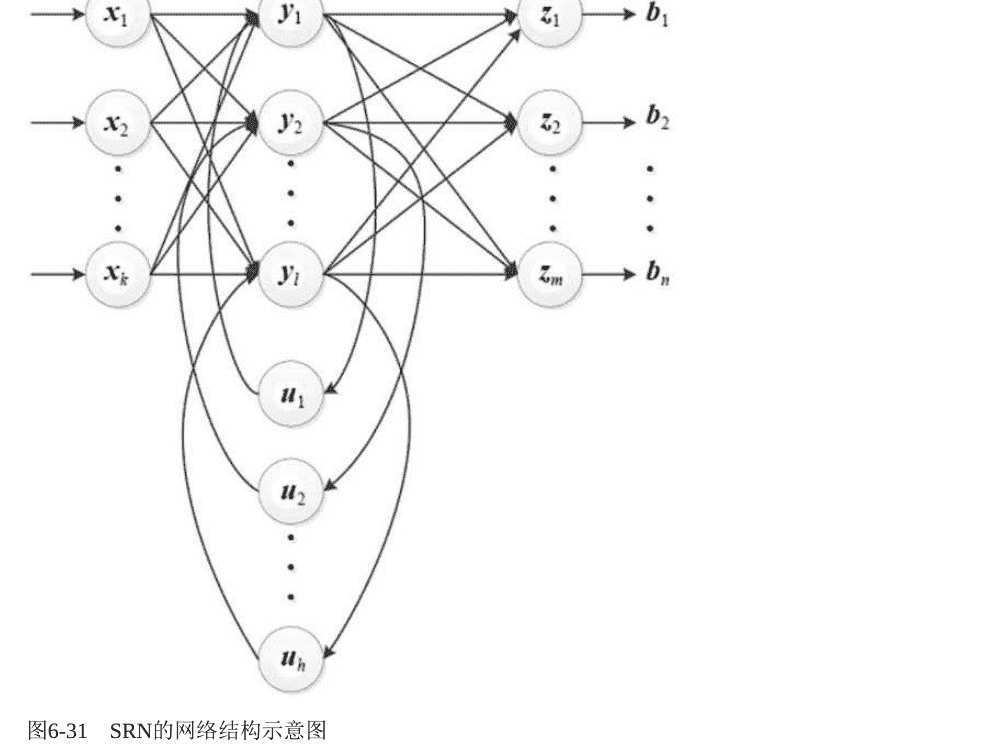 x₁ y₁ z₁ b₁
x₂ y₂ z₂ b₂
xₖ yₗ zₘ bₙ
u₁
u₂
uₕ
图6-31 SRN的网络结构示意图